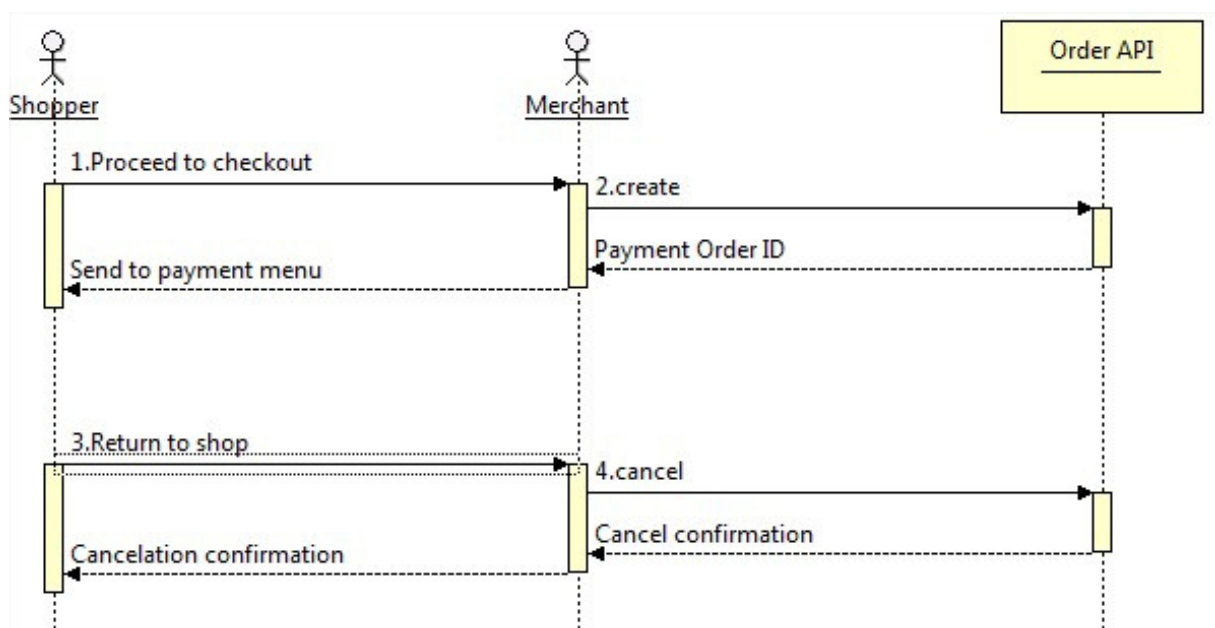 Shopper
Merchant
Order API
1.Proceed to checkout
2.create
Payment Order ID
Send to payment menu
3.Return to shop
4.cancel
Cancel confirmation
Cancelation confirmation